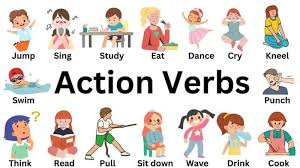 Jump Sing Study Eat Dance Cry Kneel
Action Verbs
Swim Punch
Think Read Pull Sit down Wave Drink Cook